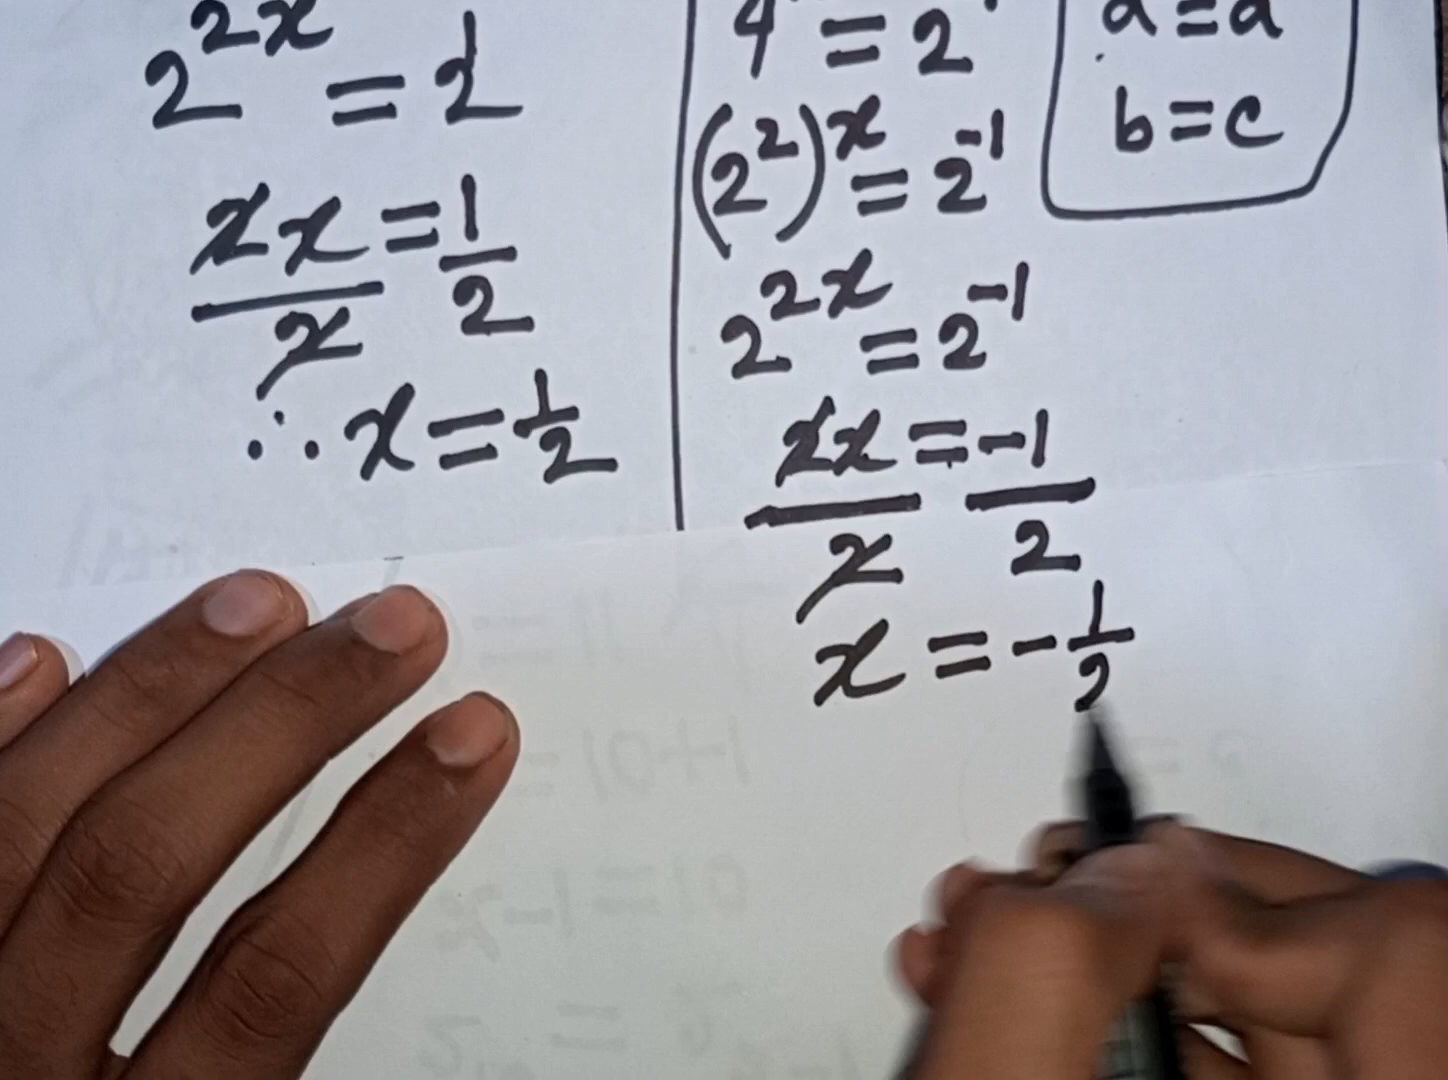 2^{2x} = 2^1
2x/2 = 1/2
∴ x = 1/2
4^x = 2^{-1}
(2^2)^x = 2^{-1}
2^{2x} = 2^{-1}
2x/2 = -1/2
x = -1/2
a = a
b = c